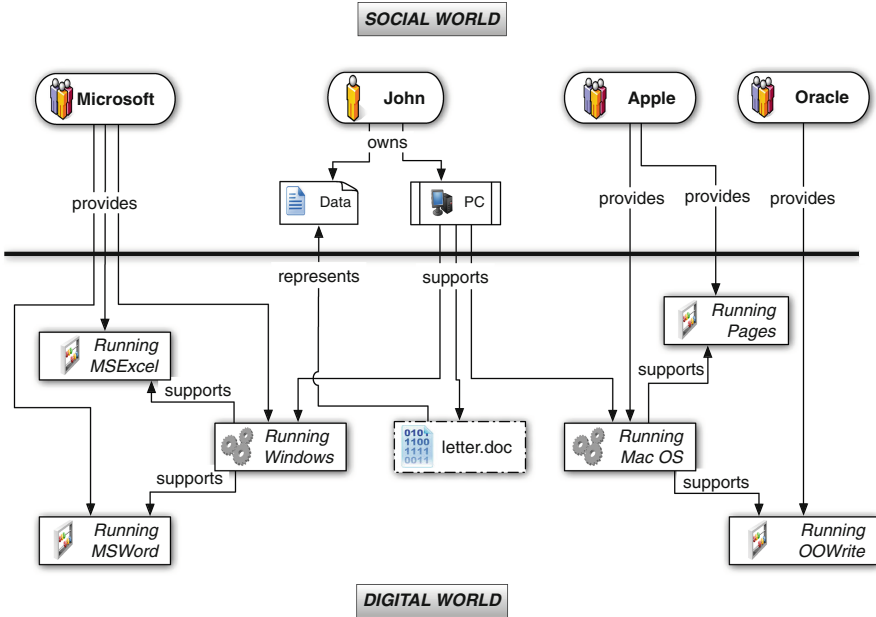 SOCIAL WORLD
Microsoft
John
Apple
Oracle
owns
provides
Data
PC
provides
provides
provides
represents
supports
Running
MSExcel
Running
Pages
supports
supports
Running
Windows
0101
1100
1111
0011
letter.doc
Running
Mac OS
supports
supports
Running
MSWord
Running
OOWrite
DIGITAL WORLD